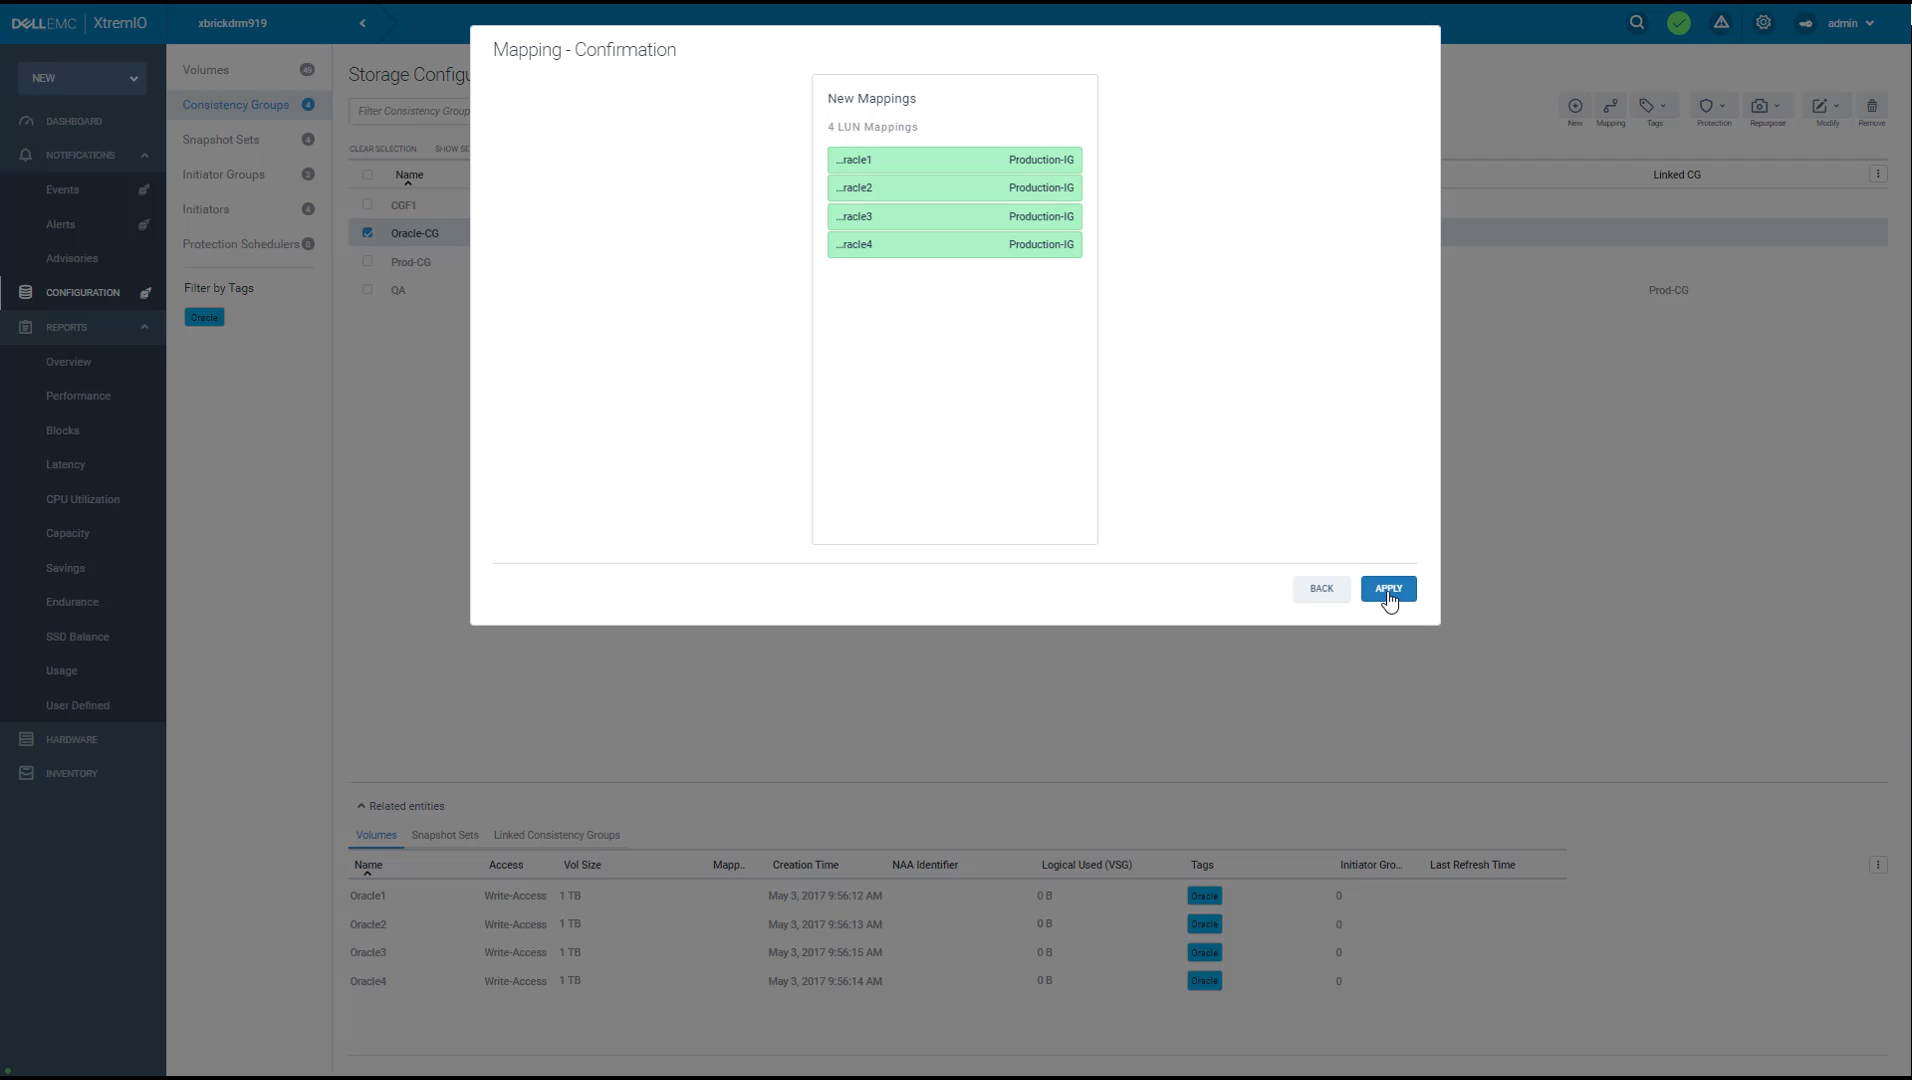 DELLEMC | XtremIO
xbrickdrm919
admin
NEW
DASHBOARD
NOTIFICATIONS
Events
Alerts
Advisories
CONFIGURATION
REPORTS
Overview
Performance
Blocks
Latency
CPU Utilization
Capacity
Savings
Endurance
SSD Balance
Usage
User Defined
HARDWARE
INVENTORY
Volumes 49
Consistency Groups 4
Snapshot Sets 4
Initiator Groups 2
Initiators 4
Protection Schedulers
Filter by Tags
Oracle
Storage Configu
Filter Consistency Group
CLEAR SELECTION SHOW SE
Name
CGF1
Oracle-CG
Prod-CG
QA
New Mapping Tags Protection Repurpose Modify Remove
Linked CG
Prod-CG
Mapping - Confirmation
New Mappings
4 LUN Mappings
...racle1 Production-IG
...racle2 Production-IG
...racle3 Production-IG
...racle4 Production-IG
BACK APPLY
Related entities
Volumes Snapshot Sets Linked Consistency Groups
Name Access Vol Size Mapp.. Creation Time NAA Identifier Logical Used (VSG) Tags Initiator Gro... Last Refresh Time
Oracle1 Write-Access 1 TB May 3, 2017 9:56:12 AM 0 B Oracle 0
Oracle2 Write-Access 1 TB May 3, 2017 9:56:13 AM 0 B Oracle 0
Oracle3 Write-Access 1 TB May 3, 2017 9:56:15 AM 0 B Oracle 0
Oracle4 Write-Access 1 TB May 3, 2017 9:56:14 AM 0 B Oracle 0